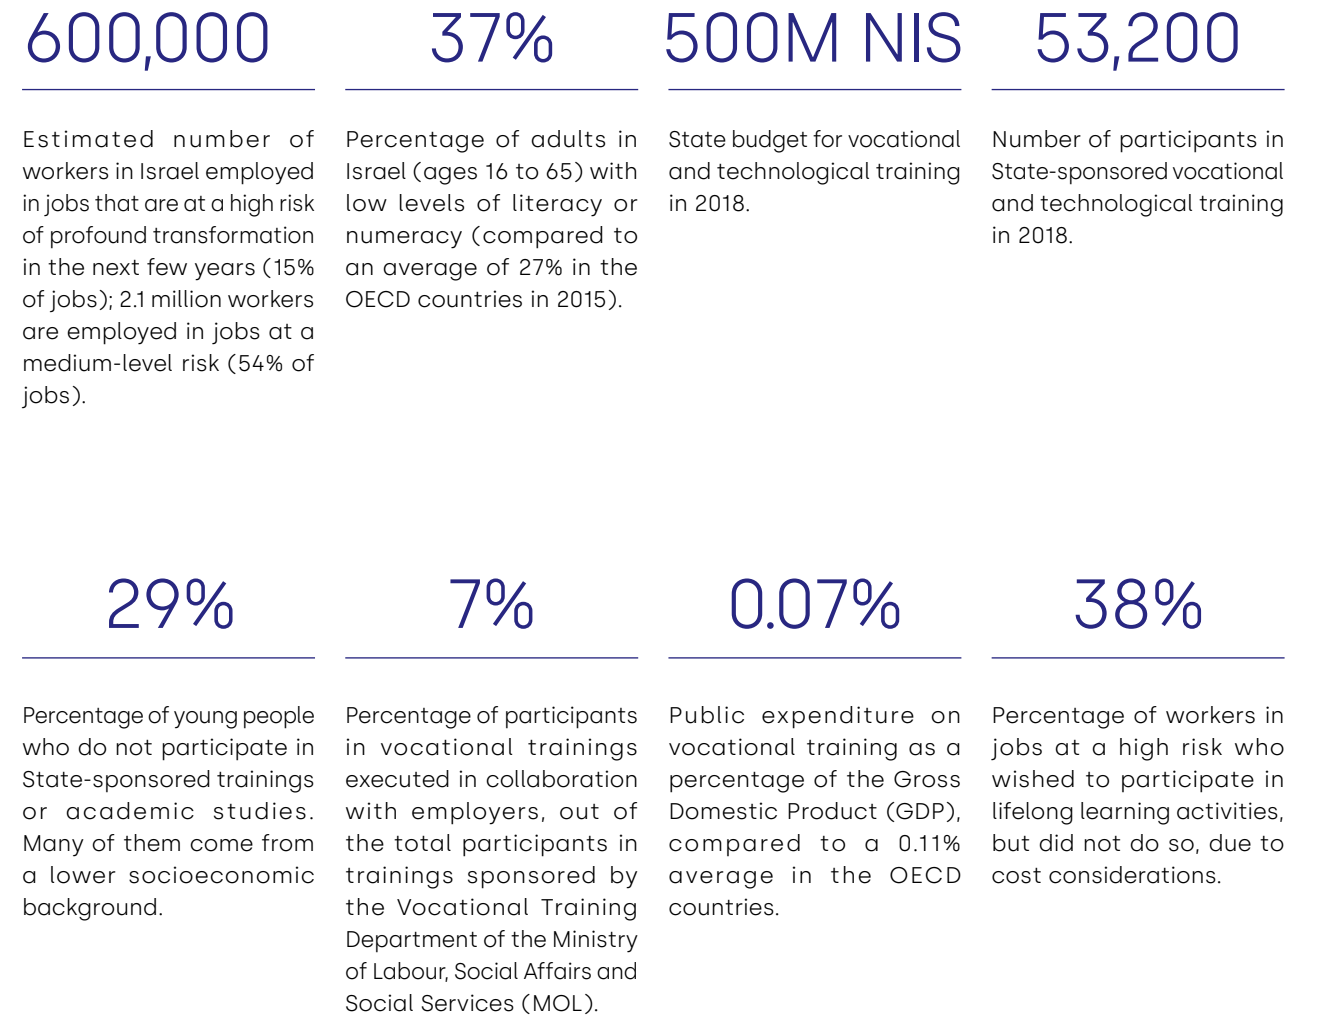 600,000
Estimated number of
workers in Israel employed
in jobs that are at a high risk
of profound transformation
in the next few years (15%
of jobs); 2.1 million workers
are employed in jobs at a
medium-level risk (54% of
jobs).
37%
Percentage of adults in
Israel (ages 16 to 65) with
low levels of literacy or
numeracy (compared to
an average of 27% in the
OECD countries in 2015).
500M NIS
State budget for vocational
and technological training
in 2018.
53,200
Number of participants in
State-sponsored vocational
and technological training
in 2018.
29%
Percentage of young people
who do not participate in
State-sponsored trainings
or academic studies.
Many of them come from
a lower socioeconomic
background.
7%
Percentage of participants
in vocational trainings
executed in collaboration
with employers, out of
the total participants in
trainings sponsored by
the Vocational Training
Department of the Ministry
of Labour, Social Affairs and
Social Services (MOL).
0.07%
Public expenditure on
vocational training as a
percentage of the Gross
Domestic Product (GDP),
compared to a 0.11%
average in the OECD
countries.
38%
Percentage of workers in
jobs at a high risk who
wished to participate in
lifelong learning activities,
but did not do so, due to
cost considerations.